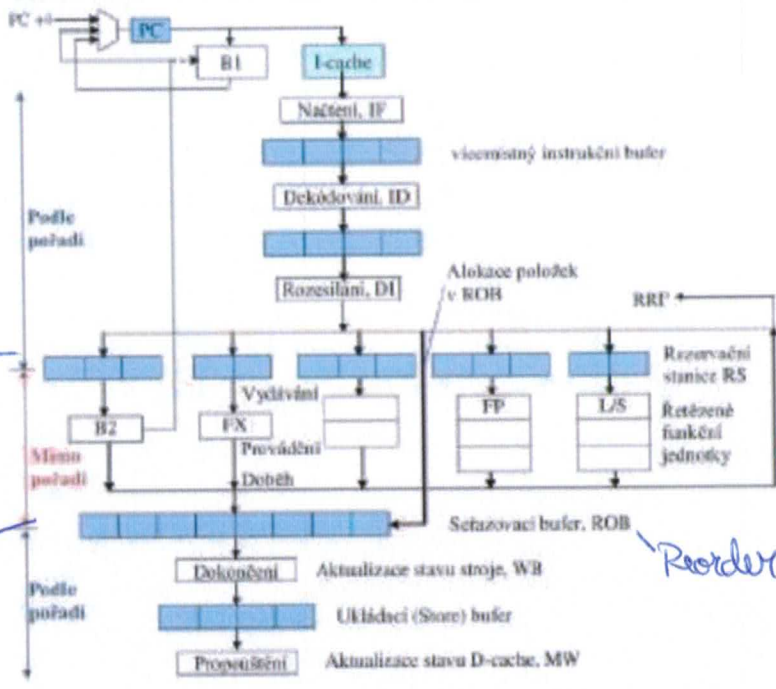 PC +4
PC
B1
I-cache
Načtení, IF
vícemístný instrukční bufer
Dekódování, ID
Podle
pořadí
Alokace položek
v ROB
Rozesílání, DI
RRF
Rezervační
stanice RS
Vydávání
B2
FX
FP
L/S
Řetězené
funkční
jednotky
Provádění
Mimo
pořadí
Doběh
Seřazovací bufer, ROB
Reorder
Dokončení
Aktualizace stavu stroje, WB
Podle
pořadí
Ukládací (Store) bufer
Propouštění
Aktualizace stavu D-cache, MW